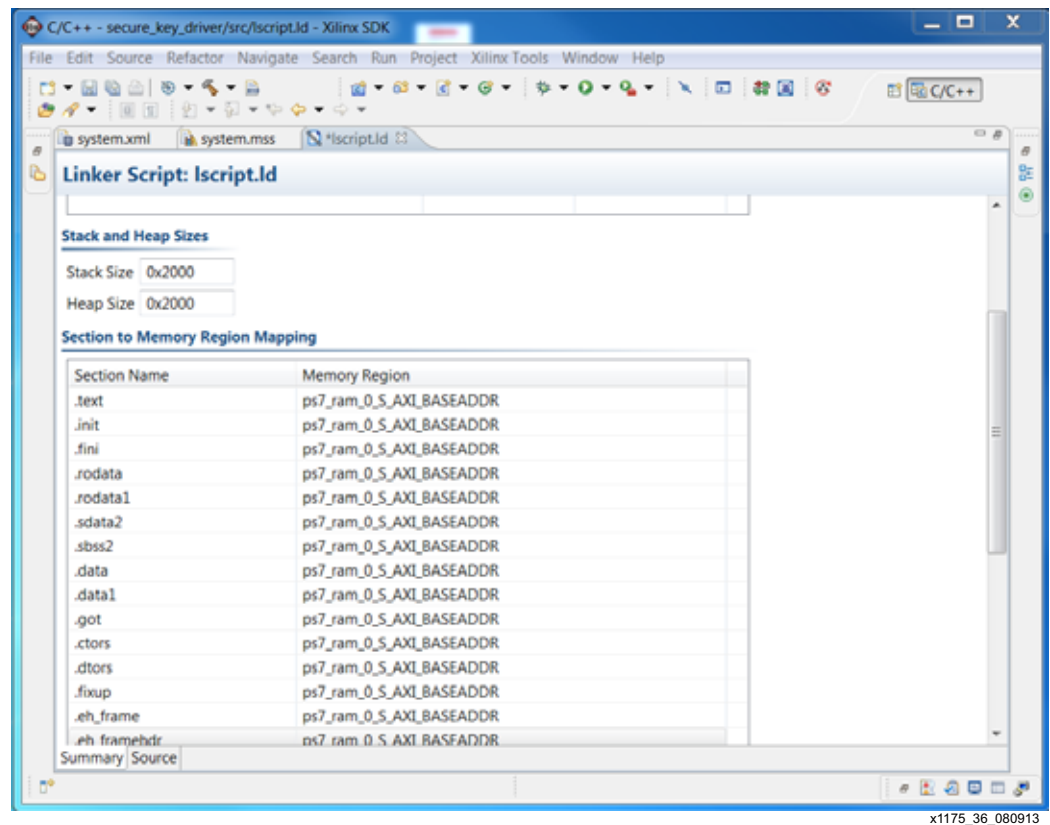 C/C++ - secure_key_driver/src/lscript.ld - Xilinx SDK
File Edit Source Refactor Navigate Search Run Project Xilinx Tools Window Help
C/C++
system.xml system.mss *lscript.ld
Linker Script: lscript.ld
Stack and Heap Sizes
Stack Size 0x2000
Heap Size 0x2000
Section to Memory Region Mapping
Section Name Memory Region
.text ps7_ram_0_S_AXI_BASEADDR
.init ps7_ram_0_S_AXI_BASEADDR
.fini ps7_ram_0_S_AXI_BASEADDR
.rodata ps7_ram_0_S_AXI_BASEADDR
.rodata1 ps7_ram_0_S_AXI_BASEADDR
.sdata2 ps7_ram_0_S_AXI_BASEADDR
.sbss2 ps7_ram_0_S_AXI_BASEADDR
.data ps7_ram_0_S_AXI_BASEADDR
.data1 ps7_ram_0_S_AXI_BASEADDR
.got ps7_ram_0_S_AXI_BASEADDR
.ctors ps7_ram_0_S_AXI_BASEADDR
.dtors ps7_ram_0_S_AXI_BASEADDR
.fixup ps7_ram_0_S_AXI_BASEADDR
.eh_frame ps7_ram_0_S_AXI_BASEADDR
.eh_framehdr ps7_ram_0_S_AXI_BASEADDR
Summary Source
x1175_36_080913